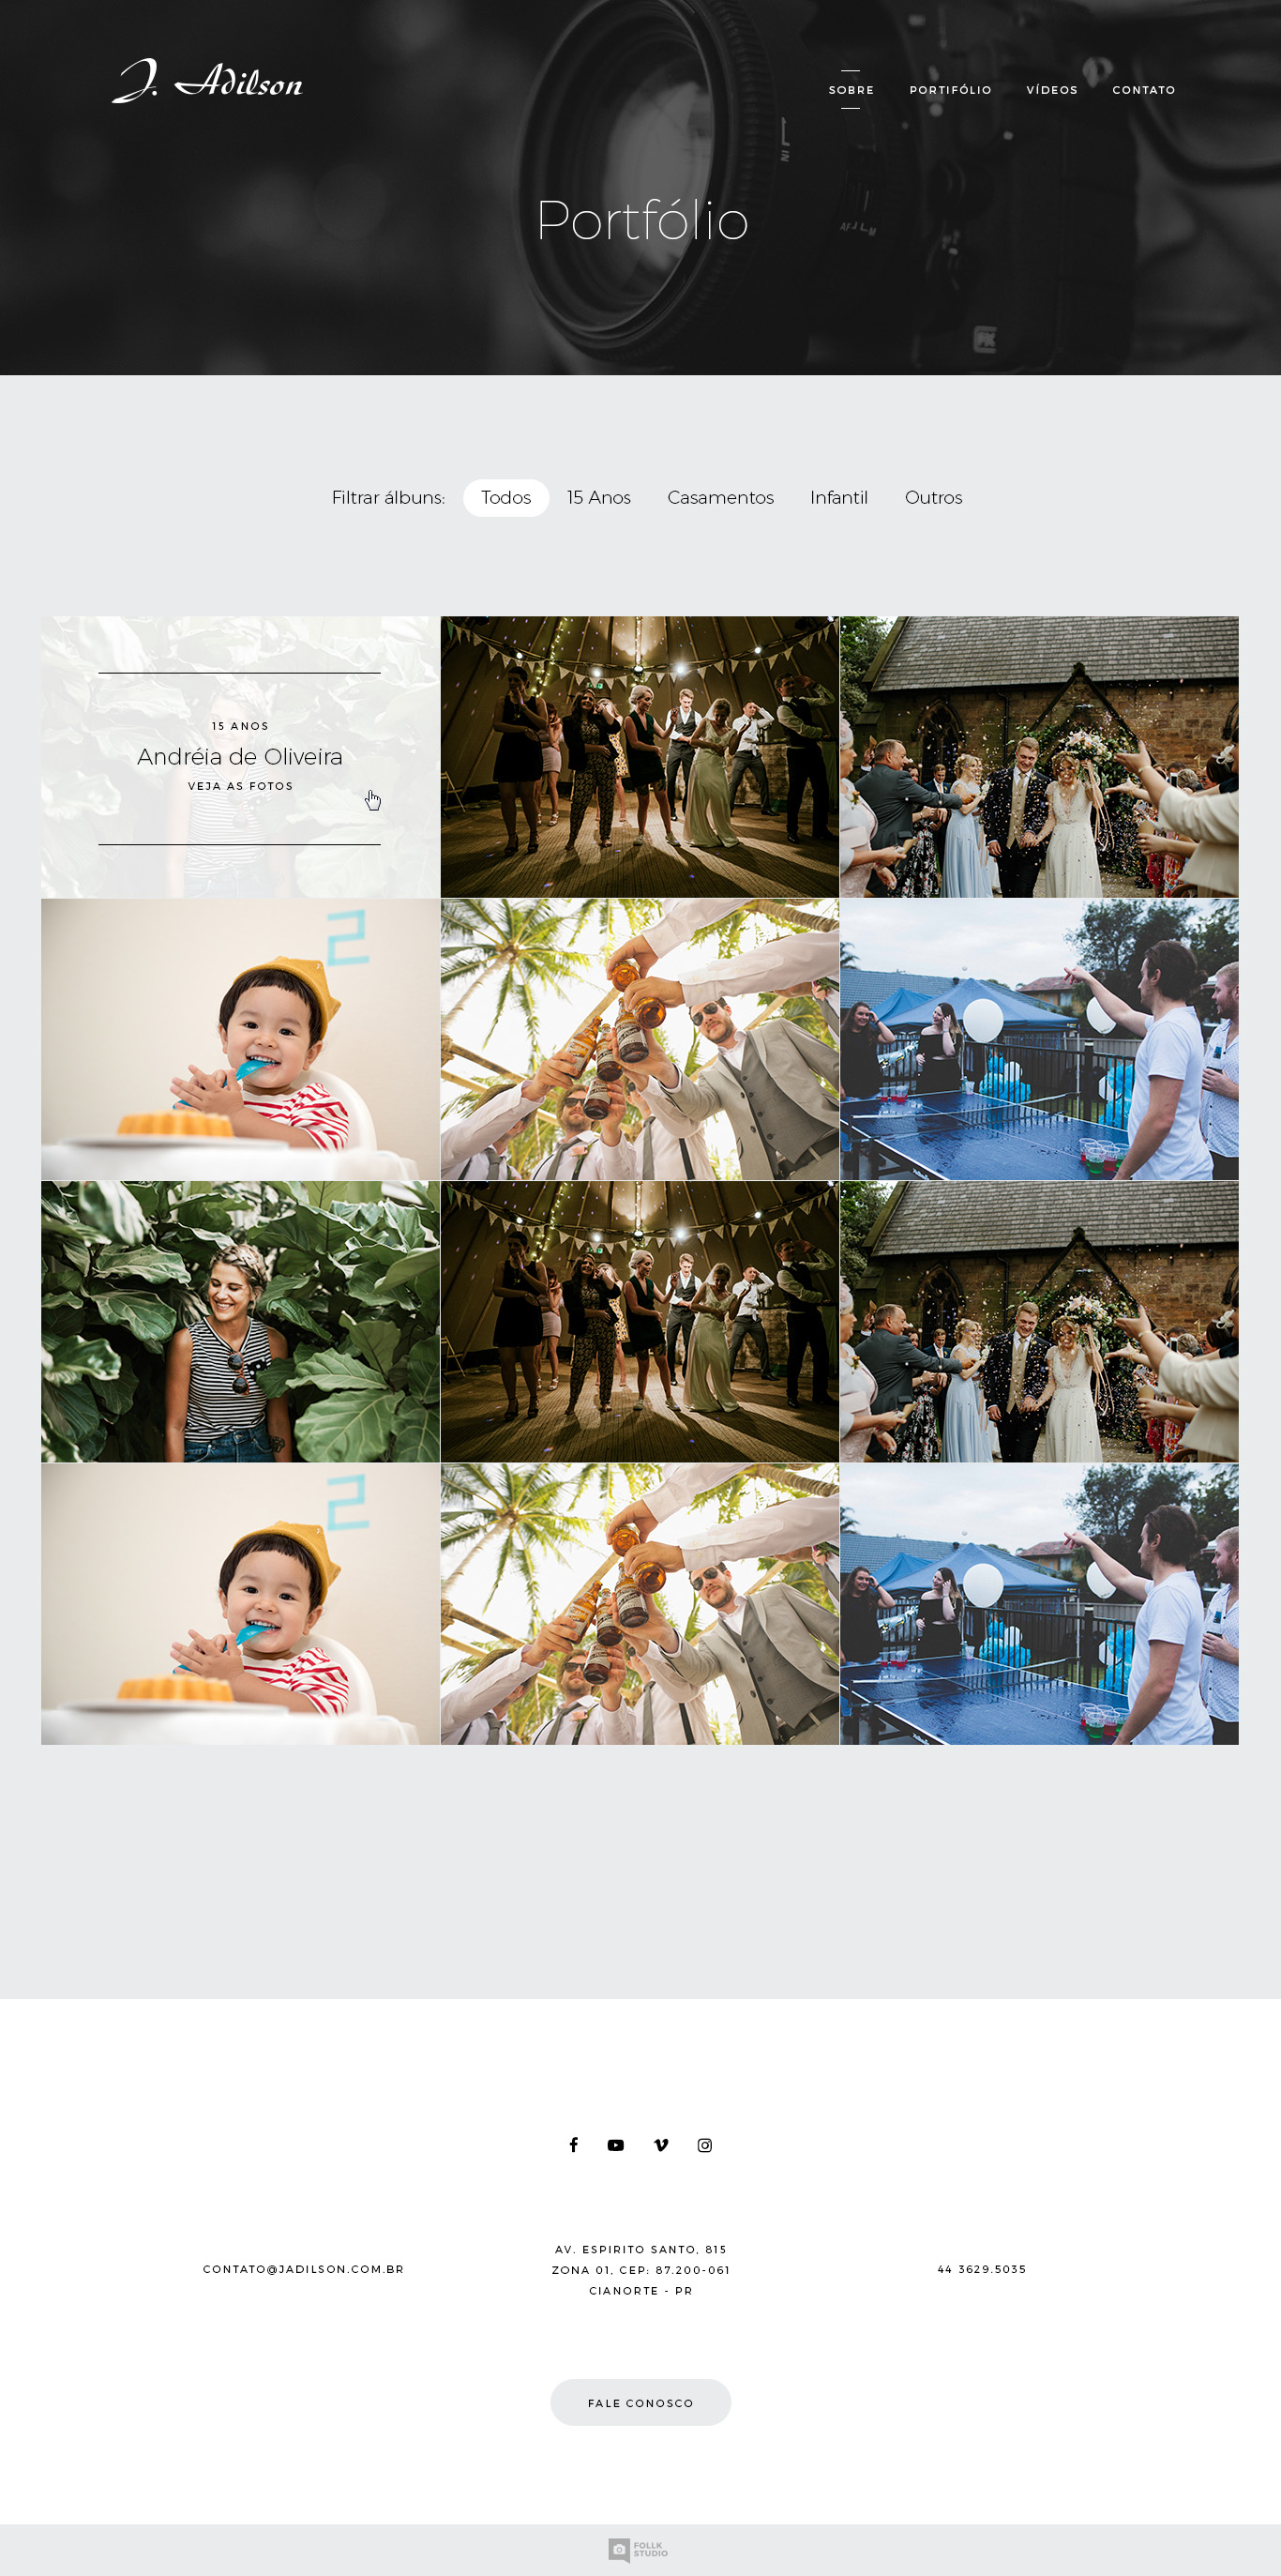 J. Adilson
SOBRE PORTIFÓLIO VÍDEOS CONTATO
Portfólio
Filtrar álbuns: Todos 15 Anos Casamentos Infantil Outros
15 ANOS
Andréia de Oliveira
VEJA AS FOTOS
2
2
CONTATO@JADILSON.COM.BR
AV. ESPIRITO SANTO, 815
ZONA 01, CEP: 87.200-061
CIANORTE - PR
44 3629.5035
FALE CONOSCO
FOLLK
STUDIO